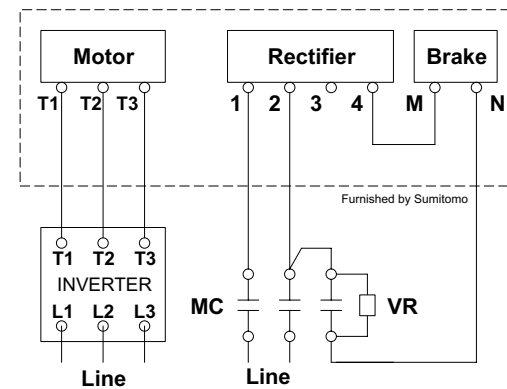 Motor Rectifier Brake
T1 T2 T3 1 2 3 4 M N
Furnished by Sumitomo
T1 T2 T3
INVERTER
L1 L2 L3
MC VR
Line Line